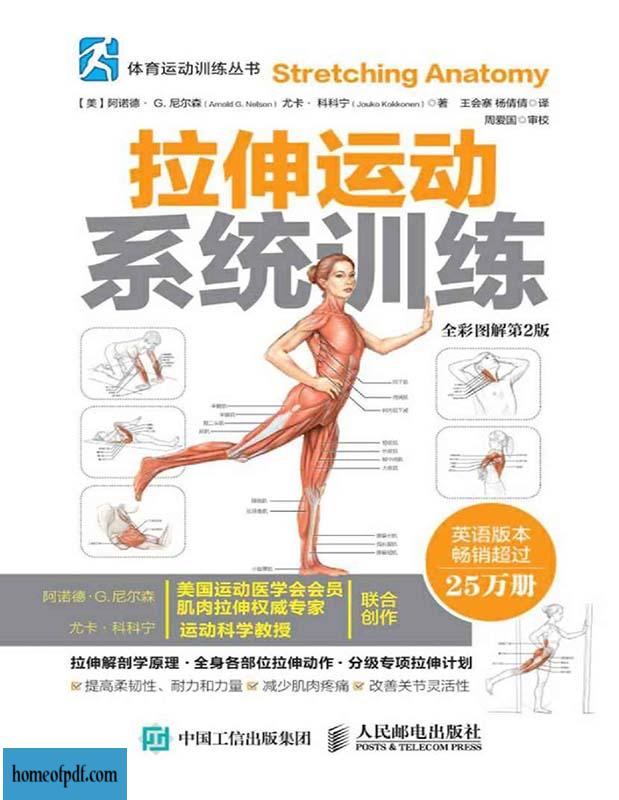 体育运动训练丛书
Stretching Anatomy
【美】阿诺德·G.尼尔森(Arnold G. Nelson) 尤卡·科科宁(Jouko Kokkonen)◎著 王会寨 杨倩倩◎译
周爱国◎审校
拉伸运动
系统训练
全彩图解第2版
英语版本
畅销超过
25万册
阿诺德·G.尼尔森
美国运动医学会会员
肌肉拉伸权威专家
尤卡·科科宁
运动科学教授
联合
创作
拉伸解剖学原理·全身各部位拉伸动作·分级专项拉伸计划
提高柔韧性、耐力和力量 减少肌肉疼痛 改善关节灵活性
中国工信出版集团
人民邮电出版社
POSTS & TELECOM PRESS
homeofpdf.com